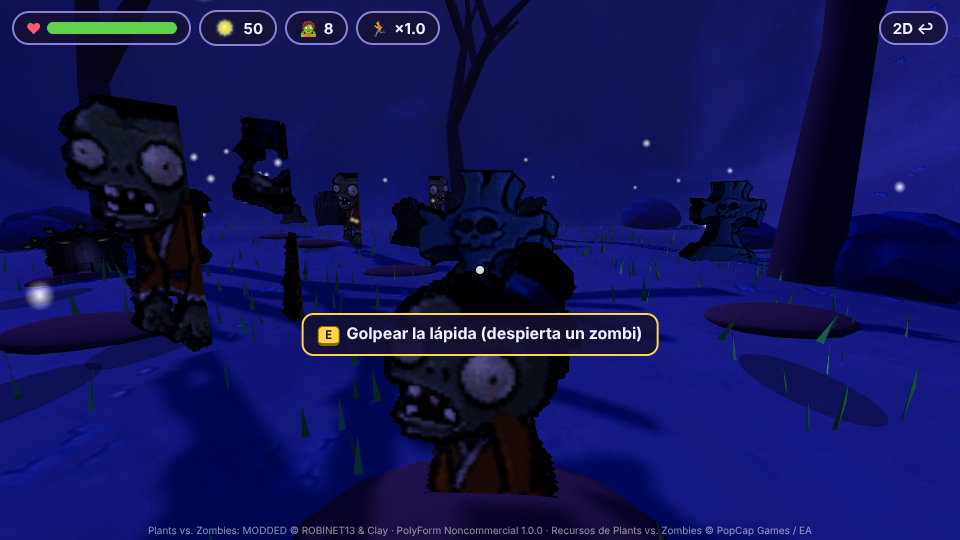 50
8
×1.0
2D ↩
E Golpear la lápida (despierta un zombi)
Plants vs. Zombies: MODDED © ROBINET13 & Clay · PolyForm Noncommercial 1.0.0 · Recursos de Plants vs. Zombies © PopCap Games / EA